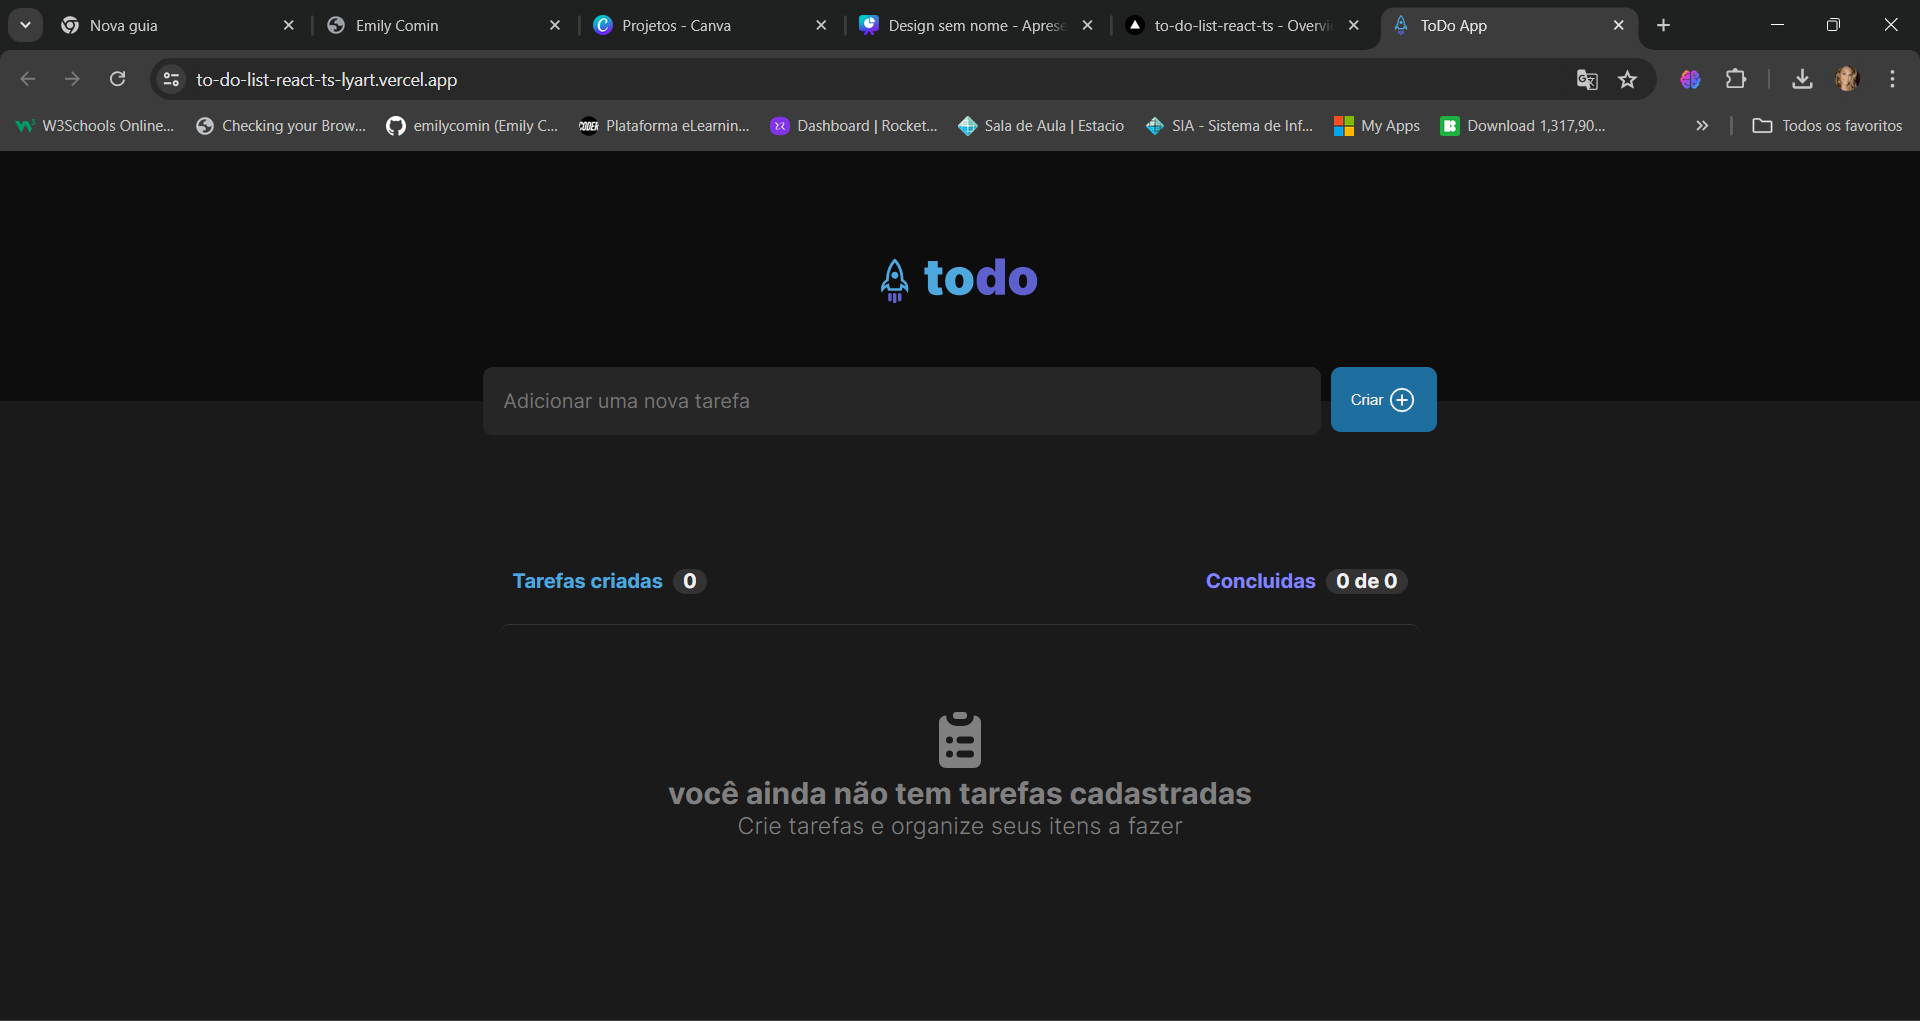 Nova guia
Emily Comin
Projetos - Canva
Design sem nome - Aprese
to-do-list-react-ts - Overvi
ToDo App
to-do-list-react-ts-lyart.vercel.app
W3Schools Online...
Checking your Brow...
emilycomin (Emily C...
Plataforma eLearnin...
Dashboard | Rocket...
Sala de Aula | Estacio
SIA - Sistema de Inf...
My Apps
Download 1,317,90...
Todos os favoritos
todo
Adicionar uma nova tarefa
Criar
Tarefas criadas 0
Concluidas 0 de 0
você ainda não tem tarefas cadastradas
Crie tarefas e organize seus itens a fazer